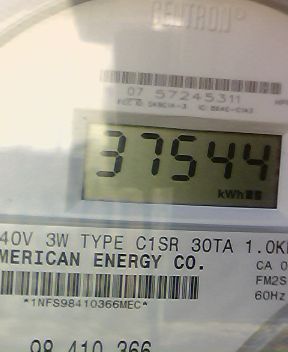 CENTRON®
07 57245311
37544
kWh
40V 3W TYPE C1SR 30TA 1.0K
MERICAN ENERGY CO.
CA 0
FM2S
60Hz
*1NFS98410366MEC*
98 410 366